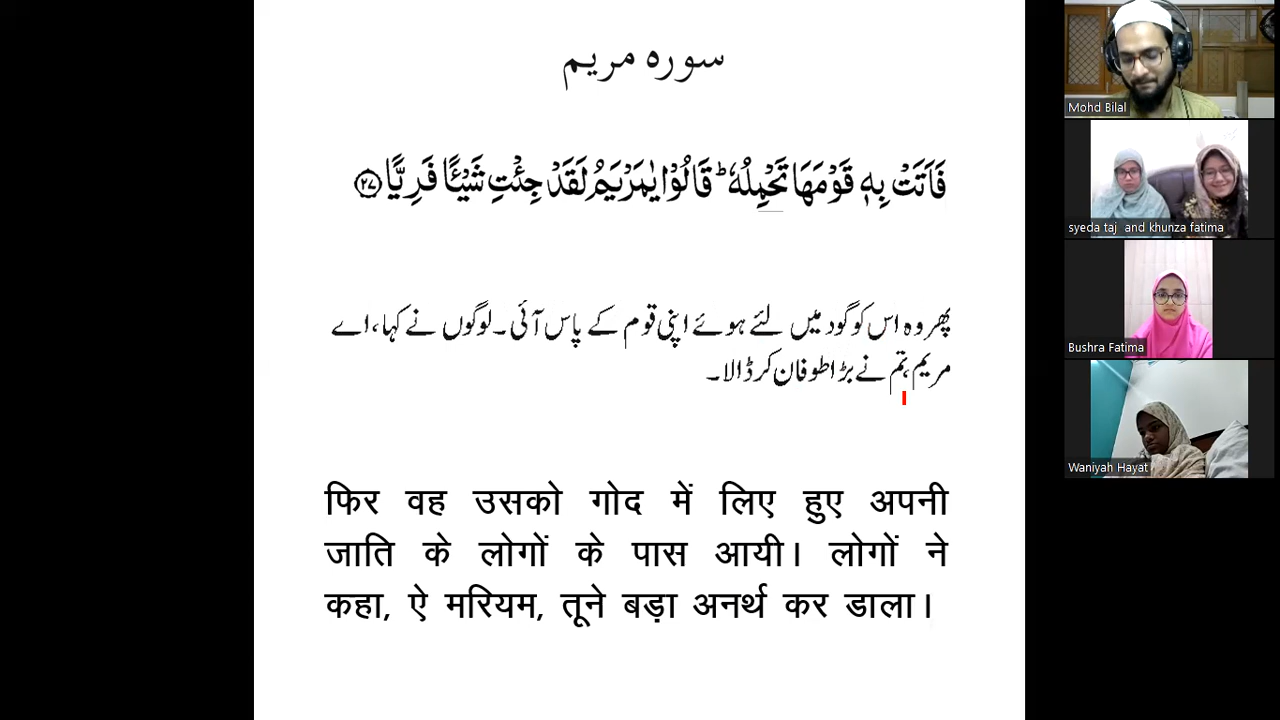 سورہ مریم
فَاَتَتْ بِهٖ قَوْمَهَا تَحْمِلُهٗ ؕ قَالُوْا یٰمَرْیَمُ لَقَدْ جِئْتِ شَیْـًٔا فَرِیًّا ﴿۲۷﴾
پھر وہ اس کو گود میں لئے ہوئے اپنی قوم کے پاس آئی۔ لوگوں نے کہا، اے
مریم، تم نے بڑا طوفان کر ڈالا۔
फिर वह उसको गोद में लिए हुए अपनी
जाति के लोगों के पास आयी। लोगों ने
कहा, ऐ मरियम, तूने बड़ा अनर्थ कर डाला।
Mohd Bilal
syeda taj and khunza fatima
Bushra Fatima
Waniyah Hayat